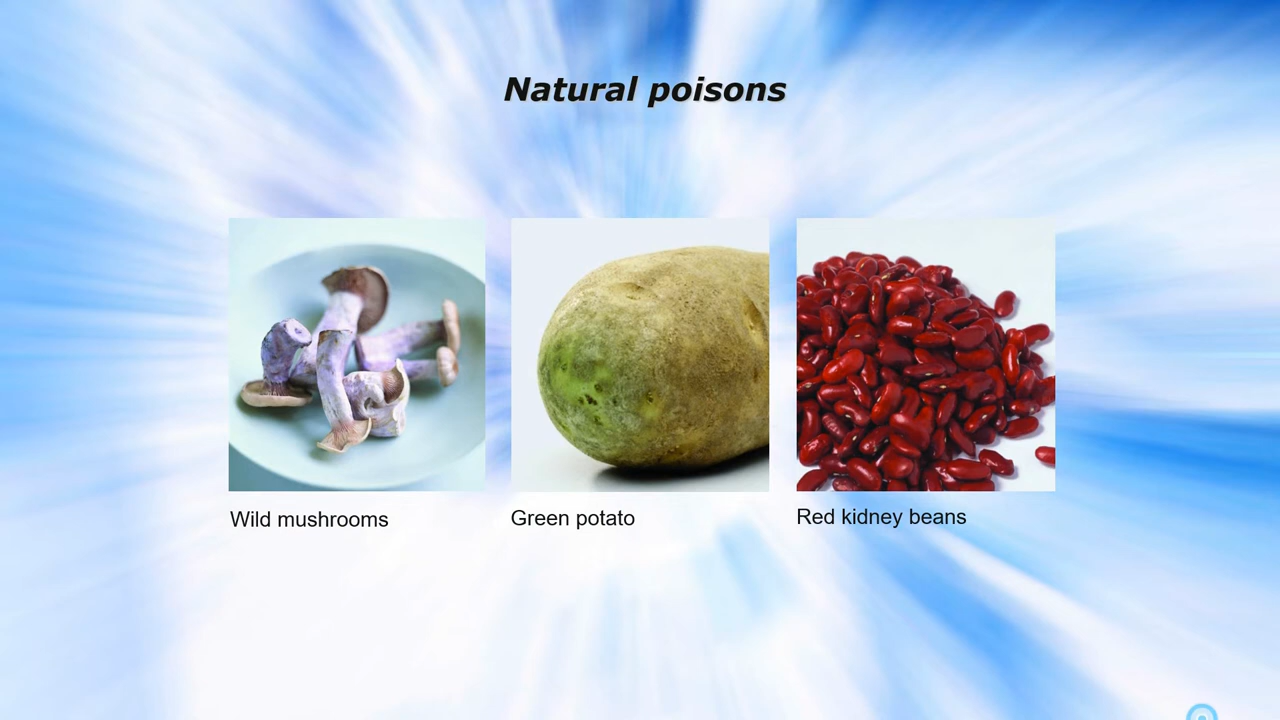 Natural poisons
Wild mushrooms
Green potato
Red kidney beans